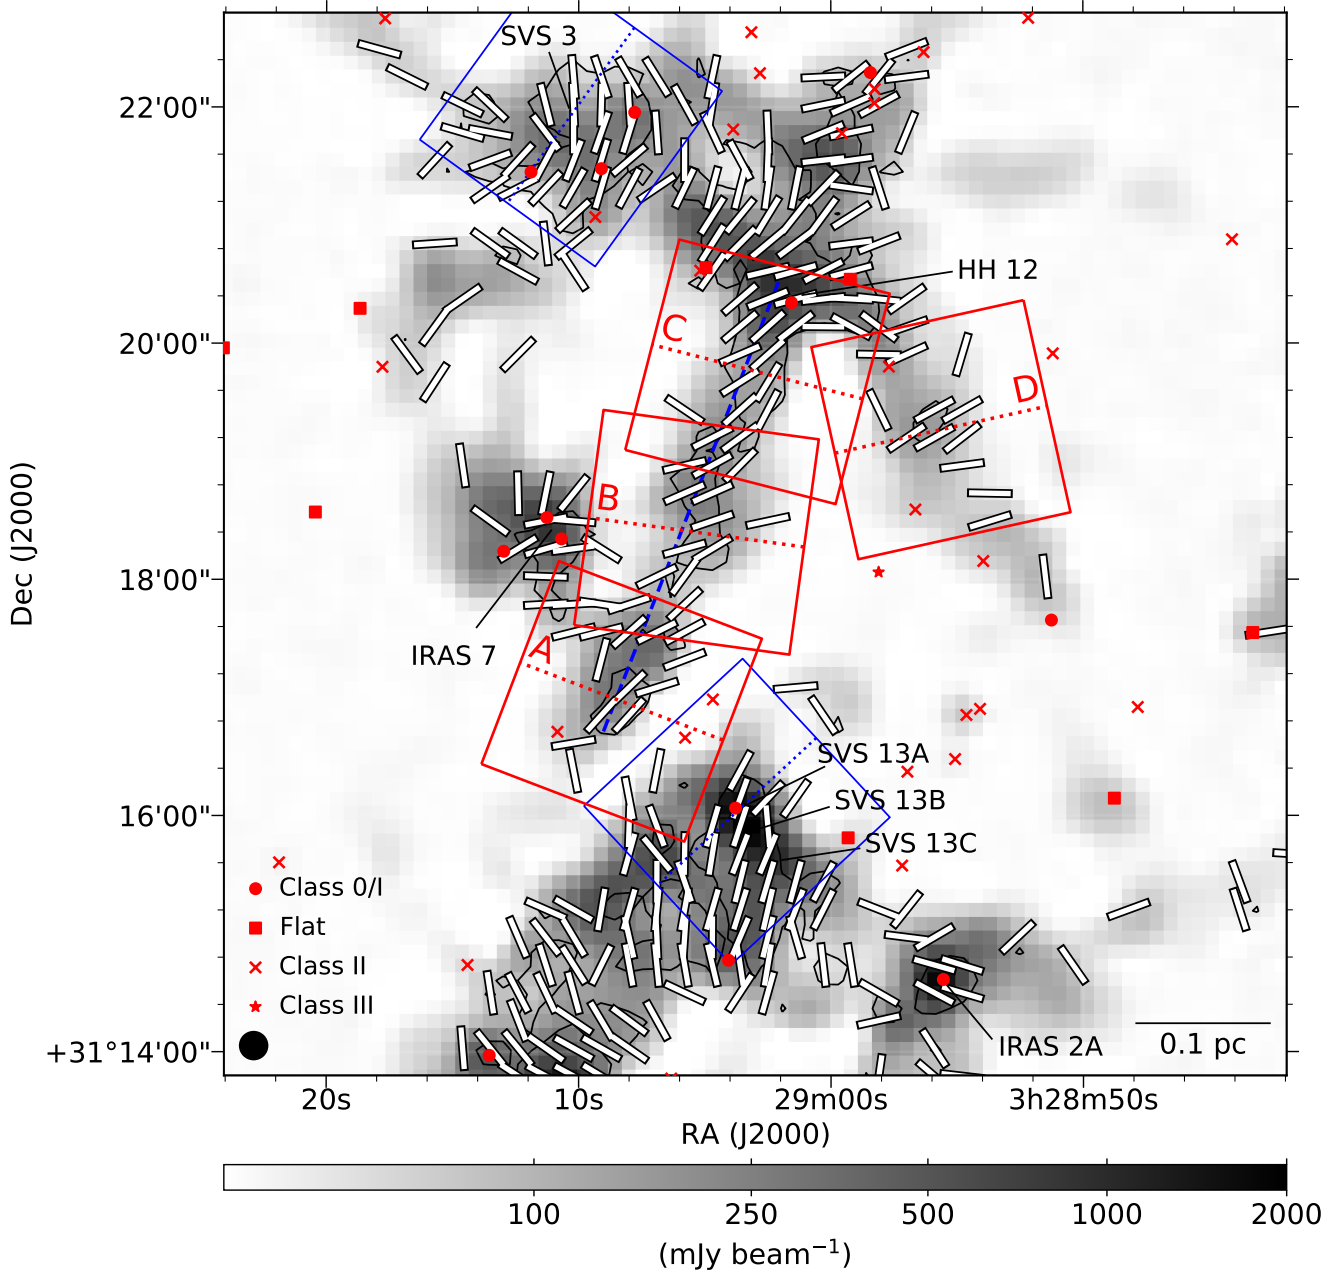 SVS 3
22'00"
HH 12
C
20'00"
D
B
Dec (J2000)
18'00"
IRAS 7
A
SVS 13A
SVS 13B
16'00"
SVS 13C
Class 0/I
Flat
Class II
Class III
+31°14'00"
IRAS 2A
0.1 pc
20s 10s 29m00s 3h28m50s
RA (J2000)
100 250 500 1000 2000
(mJy beam⁻¹)